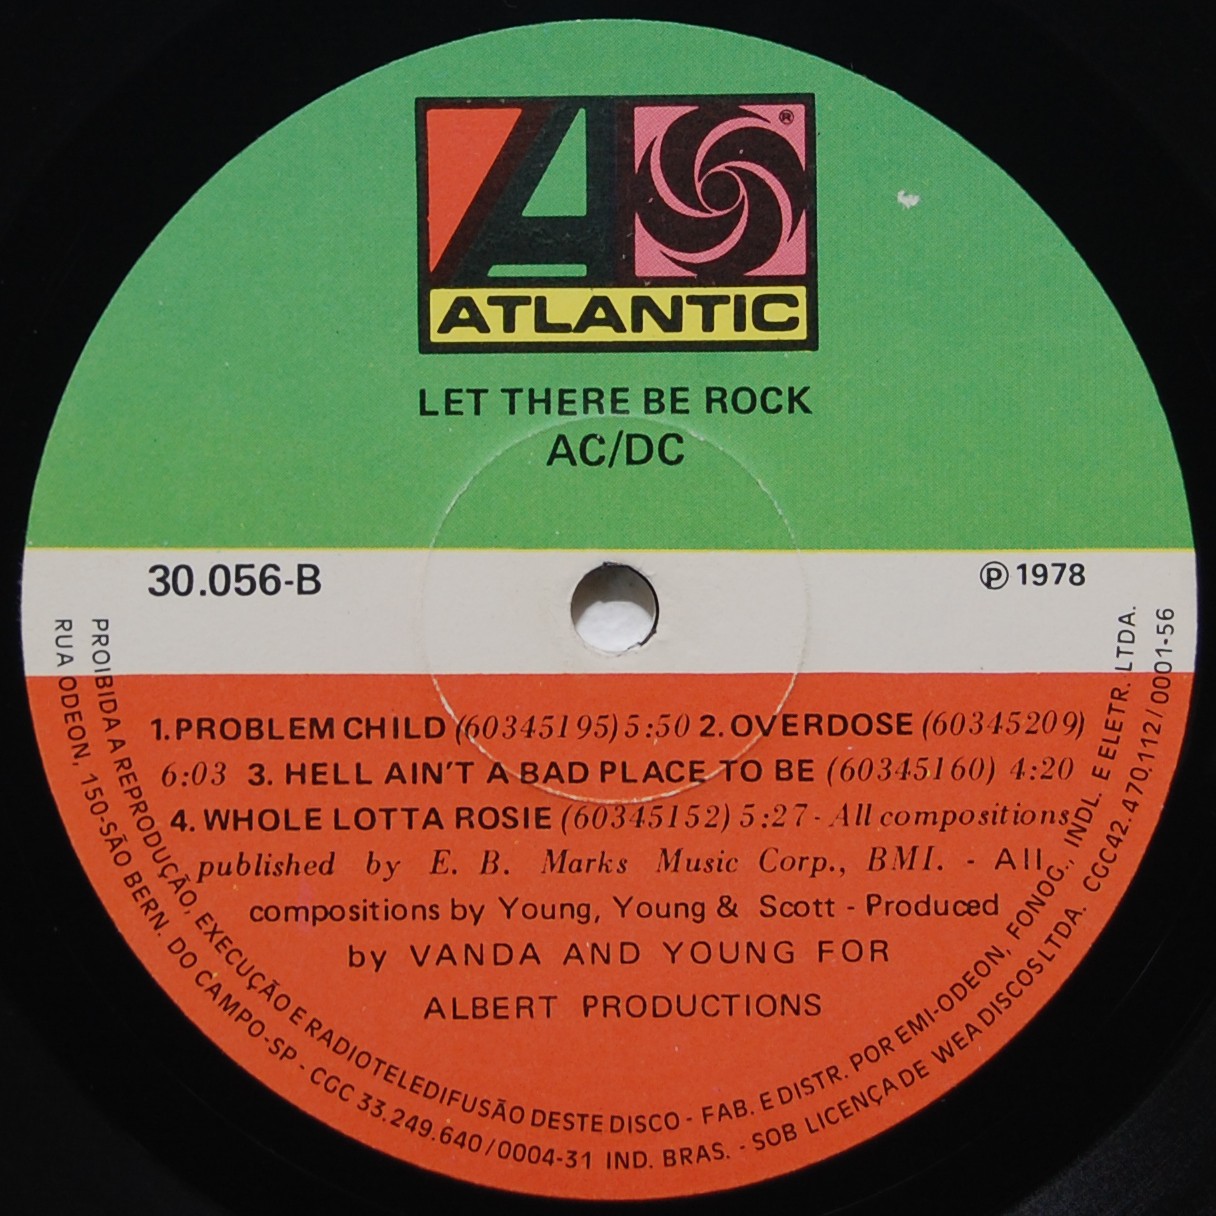 ®
ATLANTIC
LET THERE BE ROCK
AC/DC
30.056-B
℗ 1978
1. PROBLEM CHILD (60345195) 5:50 2. OVERDOSE (60345209)
6:03 3. HELL AIN'T A BAD PLACE TO BE (60345160) 4:20
4. WHOLE LOTTA ROSIE (60345152) 5:27 - All compositions
published by E. B. Marks Music Corp., BMI. - All
compositions by Young, Young & Scott - Produced
by VANDA AND YOUNG FOR
ALBERT PRODUCTIONS
PROIBIDA A REPRODUÇÃO, EXECUÇÃO E RADIOTELEDIFUSÃO DESTE DISCO - FAB. E DISTR. POR EMI-ODEON, FONOG., INDL. E ELETR. LTDA.
RUA ODEON, 150-SÃO BERN. DO CAMPO-SP - CGC 33.249.640/0004-31 IND. BRAS. - SOB LICENÇA DE WEA DISCOS LTDA. CGC 42.470.112/0001-56